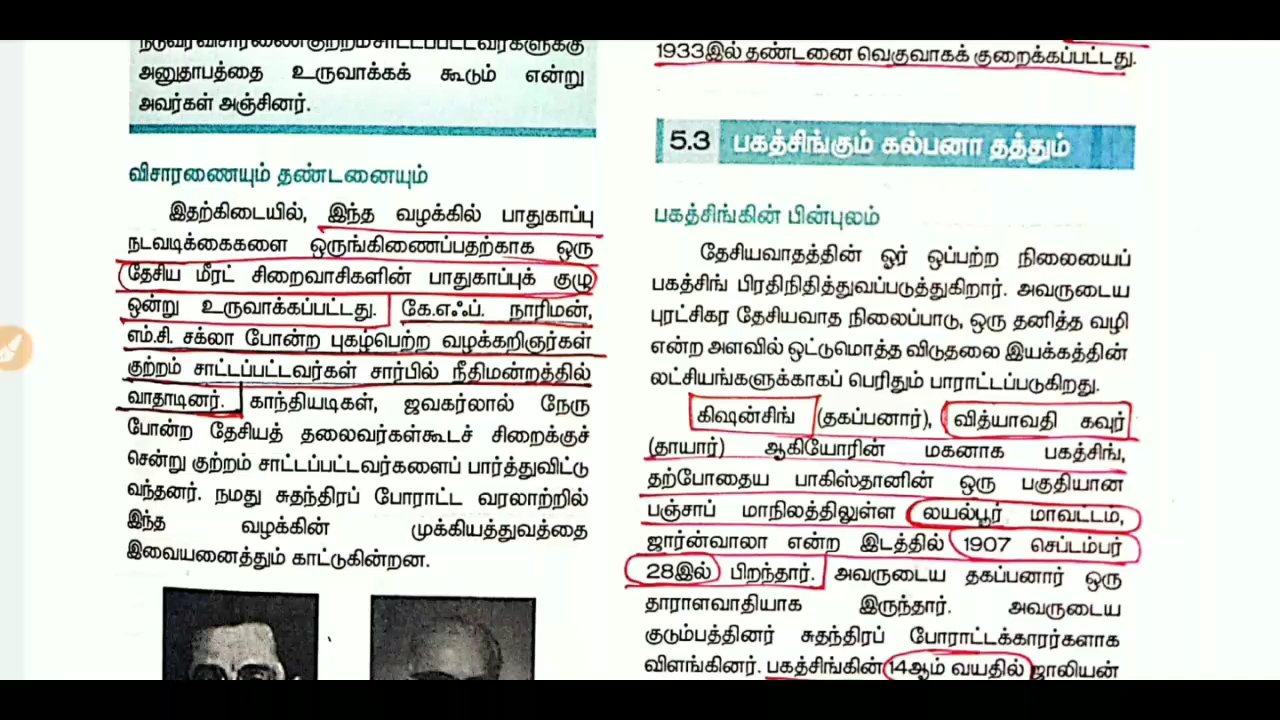 நடுவர் விசாரணை குற்றம் சாட்டப்பட்டவர்களுக்கு
அனுதாபத்தை உருவாக்கக் கூடும் என்று
அவர்கள் அஞ்சினர்.
விசாரணையும் தண்டனையும்
இதற்கிடையில், இந்த வழக்கில் பாதுகாப்பு
நடவடிக்கைகளை ஒருங்கிணைப்பதற்காக ஒரு
தேசிய மீரட் சிறைவாசிகளின் பாதுகாப்புக் குழு
ஒன்று உருவாக்கப்பட்டது. கே.எஃப். நாரிமன்,
எம்.சி. சக்லா போன்ற புகழ்பெற்ற வழக்கறிஞர்கள்
குற்றம் சாட்டப்பட்டவர்கள் சார்பில் நீதிமன்றத்தில்
வாதாடினர். காந்தியடிகள், ஜவகர்லால் நேரு
போன்ற தேசியத் தலைவர்கள்கூடச் சிறைக்குச்
சென்று குற்றம் சாட்டப்பட்டவர்களைப் பார்த்துவிட்டு
வந்தனர். நமது சுதந்திரப் போராட்ட வரலாற்றில்
இந்த வழக்கின் முக்கியத்துவத்தை
இவையனைத்தும் காட்டுகின்றன.
1933இல் தண்டனை வெகுவாகக் குறைக்கப்பட்டது.
5.3 பகத்சிங்கும் கல்பனா தத்தும்
பகத்சிங்கின் பின்புலம்
தேசியவாதத்தின் ஓர் ஒப்பற்ற நிலையைப்
பகத்சிங் பிரதிநிதித்துவப்படுத்துகிறார். அவருடைய
புரட்சிகர தேசியவாத நிலைப்பாடு, ஒரு தனித்த வழி
என்ற அளவில் ஒட்டுமொத்த விடுதலை இயக்கத்தின்
லட்சியங்களுக்காகப் பெரிதும் பாராட்டப்படுகிறது.
கிஷன்சிங் (தகப்பனார்), வித்யாவதி கவுர்
(தாயார்) ஆகியோரின் மகனாக பகத்சிங்,
தற்போதைய பாகிஸ்தானின் ஒரு பகுதியான
பஞ்சாப் மாநிலத்திலுள்ள லயல்பூர் மாவட்டம்,
ஜார்ன்வாலா என்ற இடத்தில் 1907 செப்டம்பர்
28இல் பிறந்தார். அவருடைய தகப்பனார் ஒரு
தாராளவாதியாக இருந்தார். அவருடைய
குடும்பத்தினர் சுதந்திரப் போராட்டக்காரர்களாக
விளங்கினர். பகத்சிங்கின் 14ஆம் வயதில் ஜாலியன்